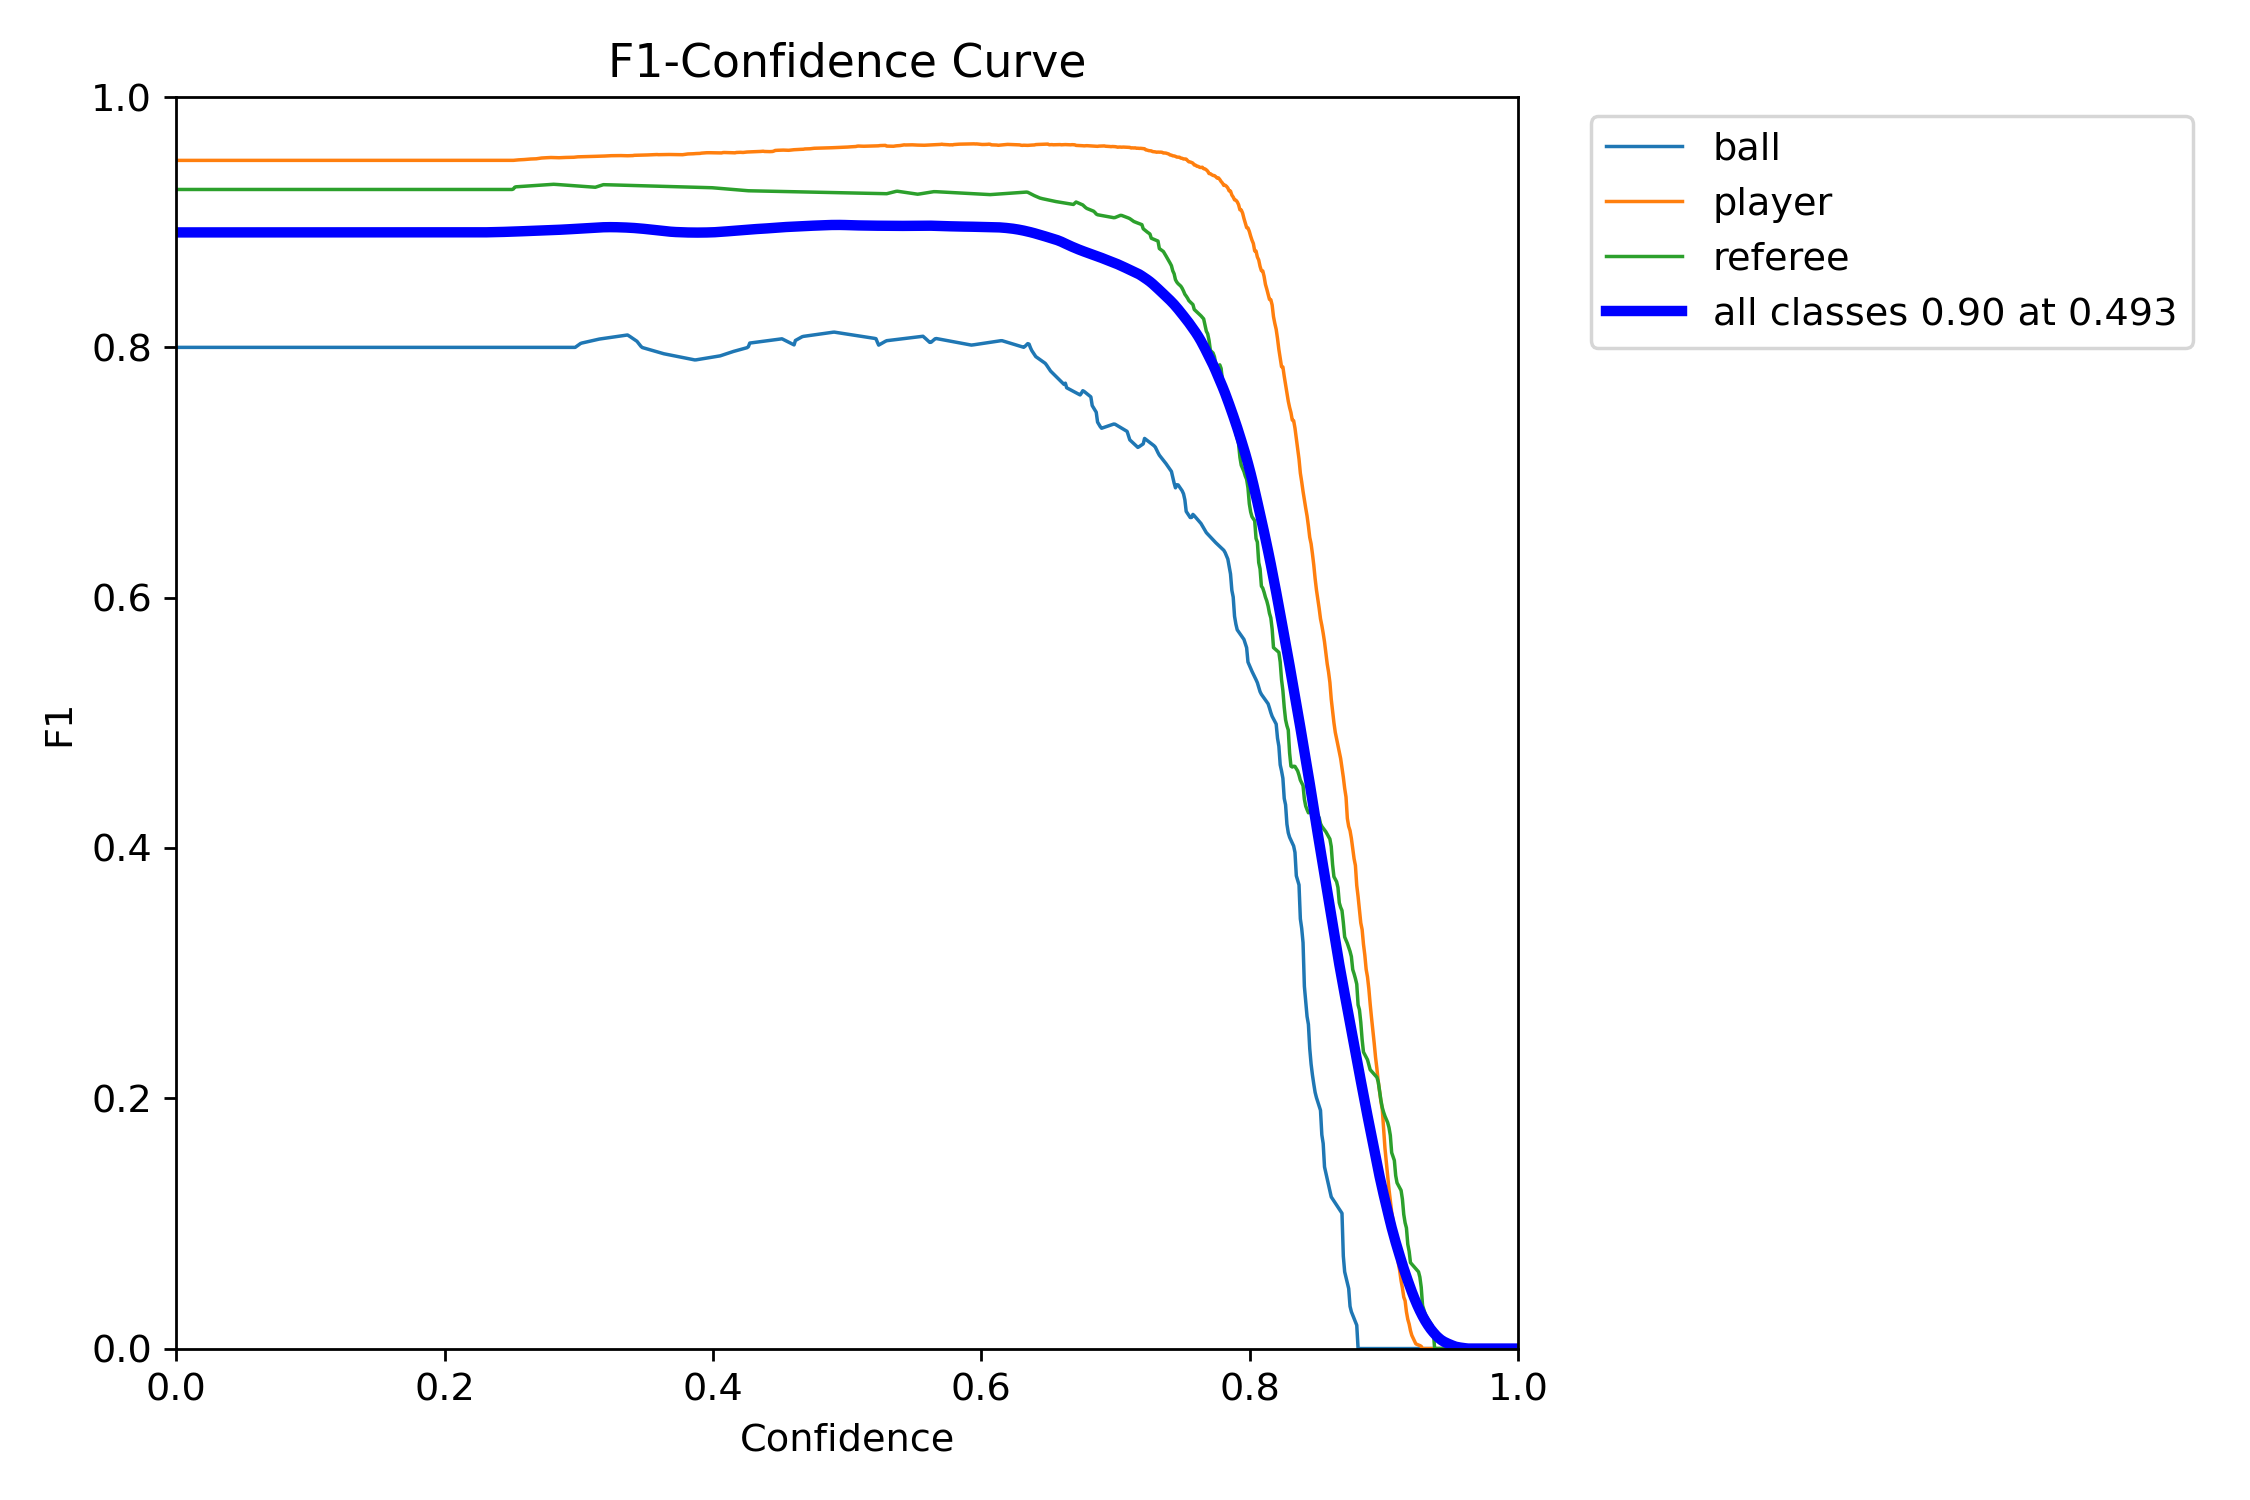 F1-Confidence Curve
1.0
0.8
0.6
0.4
0.2
0.0
F1
0.0 0.2 0.4 0.6 0.8 1.0
Confidence
ball
player
referee
all classes 0.90 at 0.493